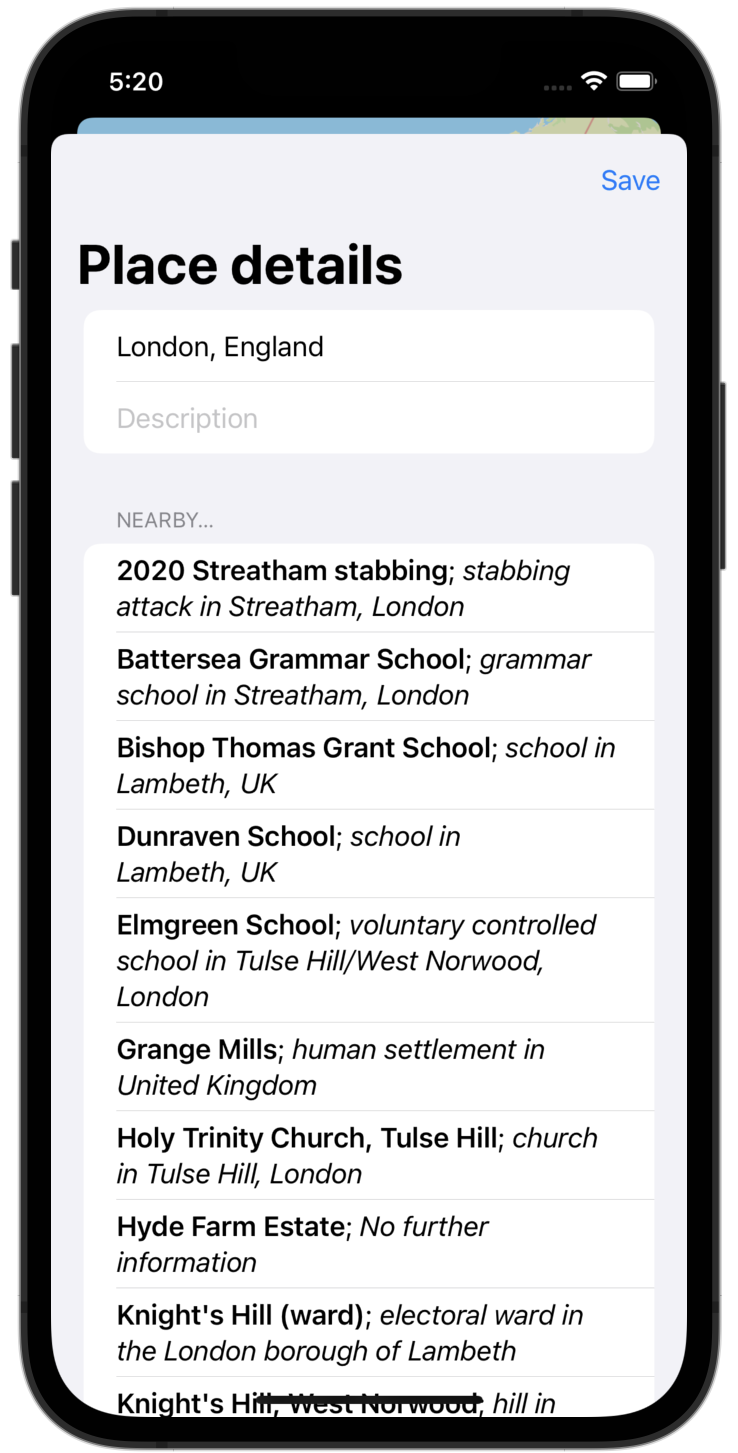 5:20
Save
Place details
London, England
Description
NEARBY...
2020 Streatham stabbing; stabbing
attack in Streatham, London
Battersea Grammar School; grammar
school in Streatham, London
Bishop Thomas Grant School; school in
Lambeth, UK
Dunraven School; school in
Lambeth, UK
Elmgreen School; voluntary controlled
school in Tulse Hill/West Norwood,
London
Grange Mills; human settlement in
United Kingdom
Holy Trinity Church, Tulse Hill; church
in Tulse Hill, London
Hyde Farm Estate; No further
information
Knight's Hill (ward); electoral ward in
the London borough of Lambeth
Knight's Hill, West Norwood; hill in